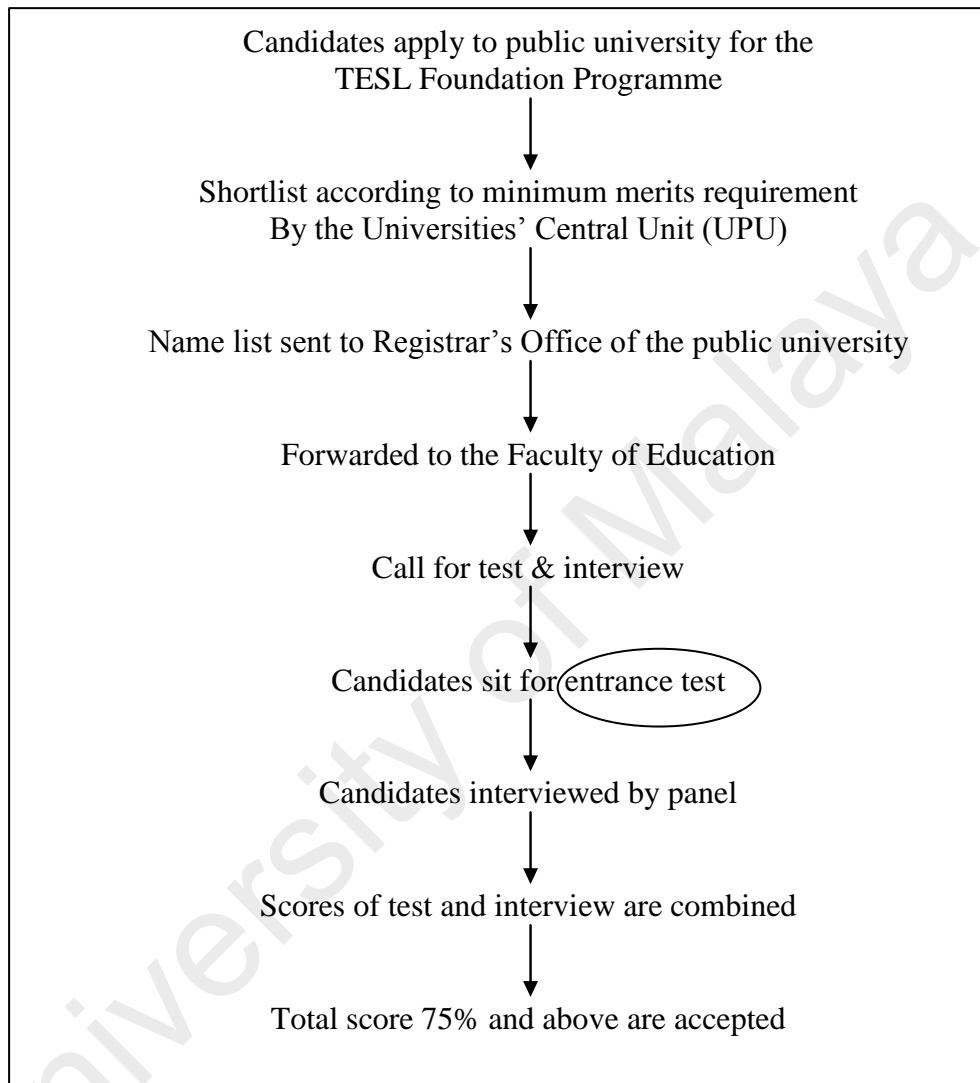 Candidates apply to public university for the
TESL Foundation Programme
Shortlist according to minimum merits requirement
By the Universities’ Central Unit (UPU)
Name list sent to Registrar’s Office of the public university
Forwarded to the Faculty of Education
Call for test & interview
Candidates sit for entrance test
Candidates interviewed by panel
Scores of test and interview are combined
Total score 75% and above are accepted
University of Malaya